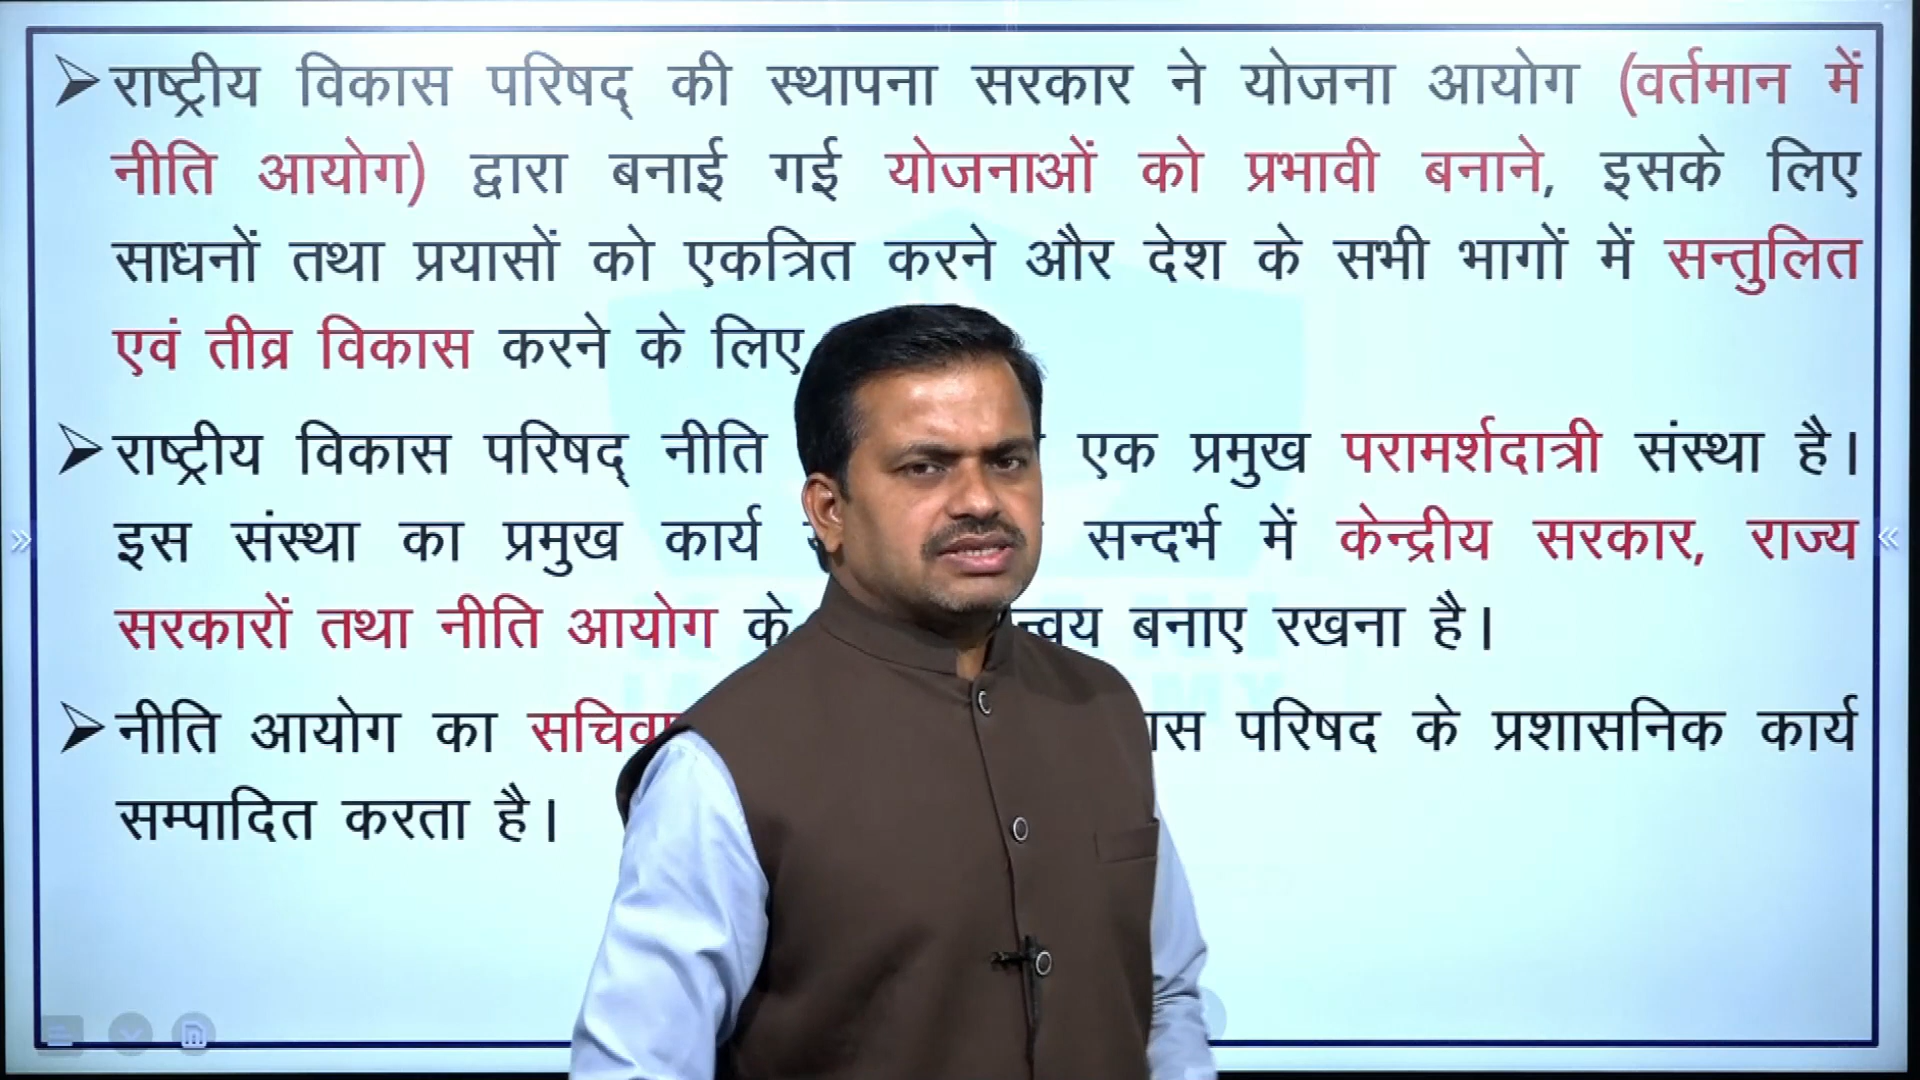 राष्ट्रीय विकास परिषद् की स्थापना सरकार ने योजना आयोग (वर्तमान में
नीति आयोग) द्वारा बनाई गई योजनाओं को प्रभावी बनाने, इसके लिए
साधनों तथा प्रयासों को एकत्रित करने और देश के सभी भागों में सन्तुलित
एवं तीव्र विकास करने के लिए
राष्ट्रीय विकास परिषद् नीति एक प्रमुख परामर्शदात्री संस्था है।
इस संस्था का प्रमुख कार्य सन्दर्भ में केन्द्रीय सरकार, राज्य
सरकारों तथा नीति आयोग के बनाए रखना है।
नीति आयोग का परिषद के प्रशासनिक कार्य
सम्पादित करता है।